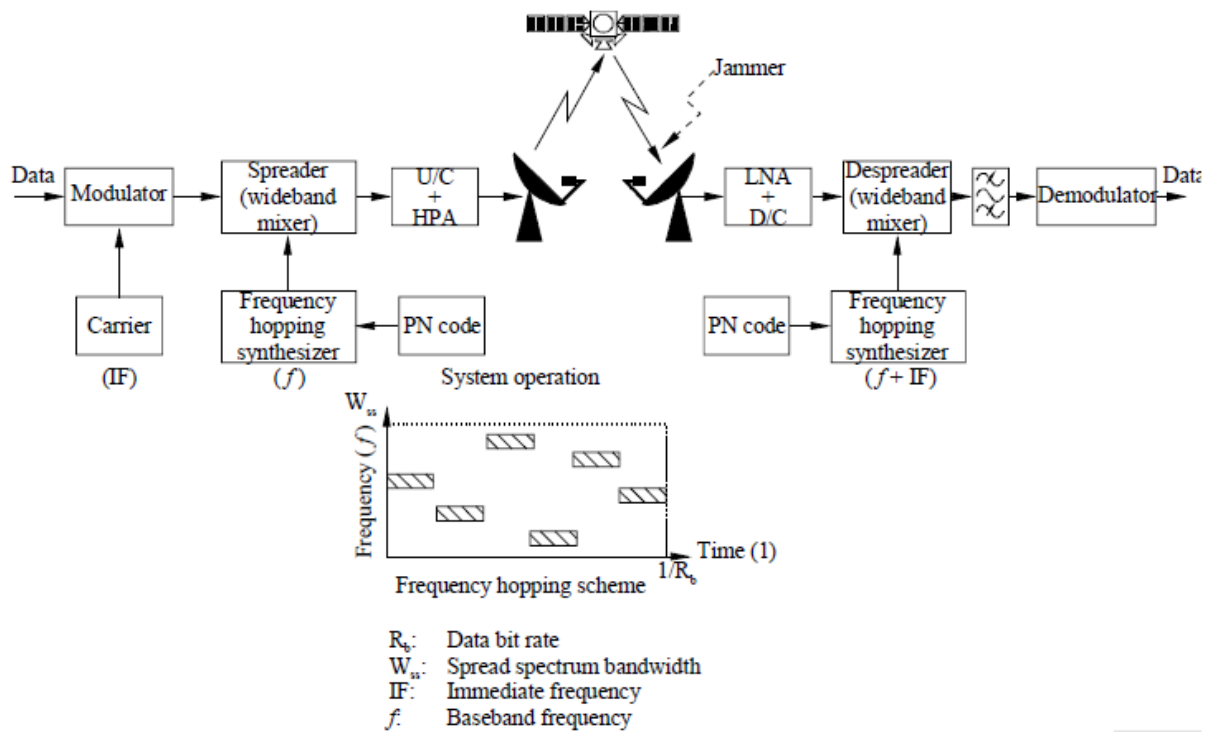 Jammer
Data
Modulator
Spreader
(wideband
mixer)
U/C
+
HPA
LNA
+
D/C
Despreader
(wideband
mixer)
Demodulator
Data
Carrier
(IF)
Frequency
hopping
synthesizer
(f)
PN code
System operation
PN code
Frequency
hopping
synthesizer
(f + IF)
Wss
Frequency (f)
Time (1)
1/Rb
Frequency hopping scheme
Rb: Data bit rate
Wss: Spread spectrum bandwidth
IF: Immediate frequency
f: Baseband frequency